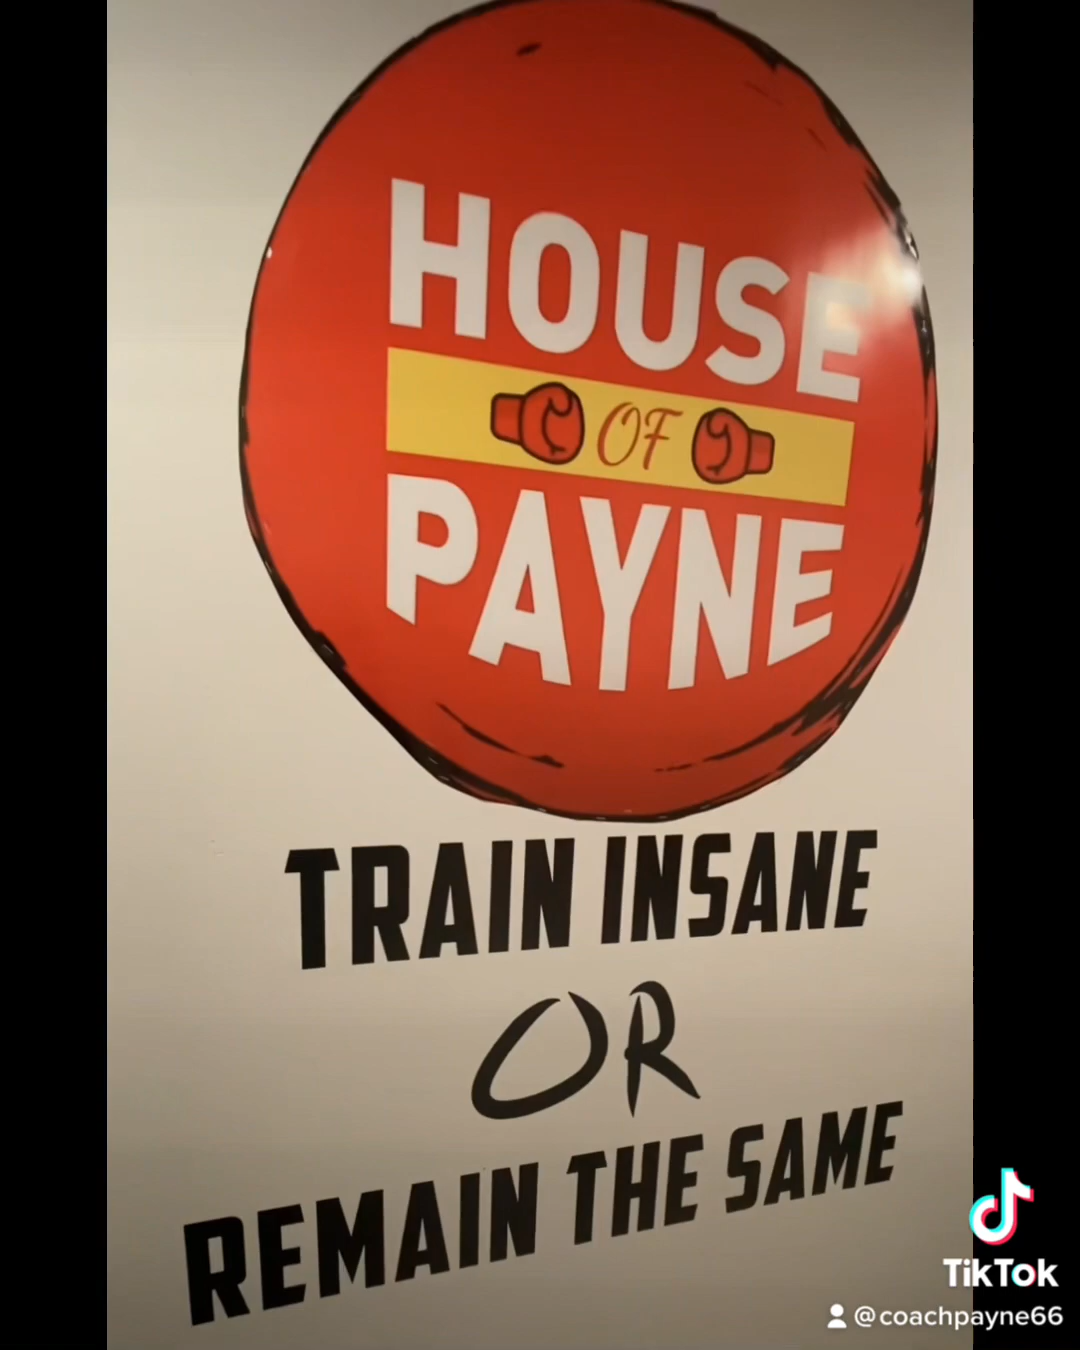 HOUSE
OF
PAYNE
TRAIN INSANE
OR
REMAIN THE SAME
TikTok
@coachpayne66